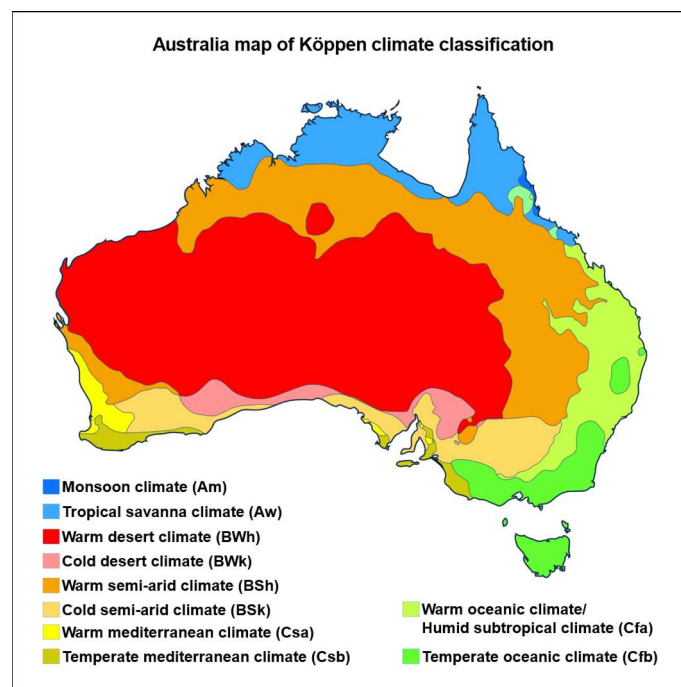 Australia map of Köppen climate classification
Monsoon climate (Am)
Tropical savanna climate (Aw)
Warm desert climate (BWh)
Cold desert climate (BWk)
Warm semi-arid climate (BSh)
Cold semi-arid climate (BSk)
Warm mediterranean climate (Csa)
Temperate mediterranean climate (Csb)
Warm oceanic climate/
Humid subtropical climate (Cfa)
Temperate oceanic climate (Cfb)